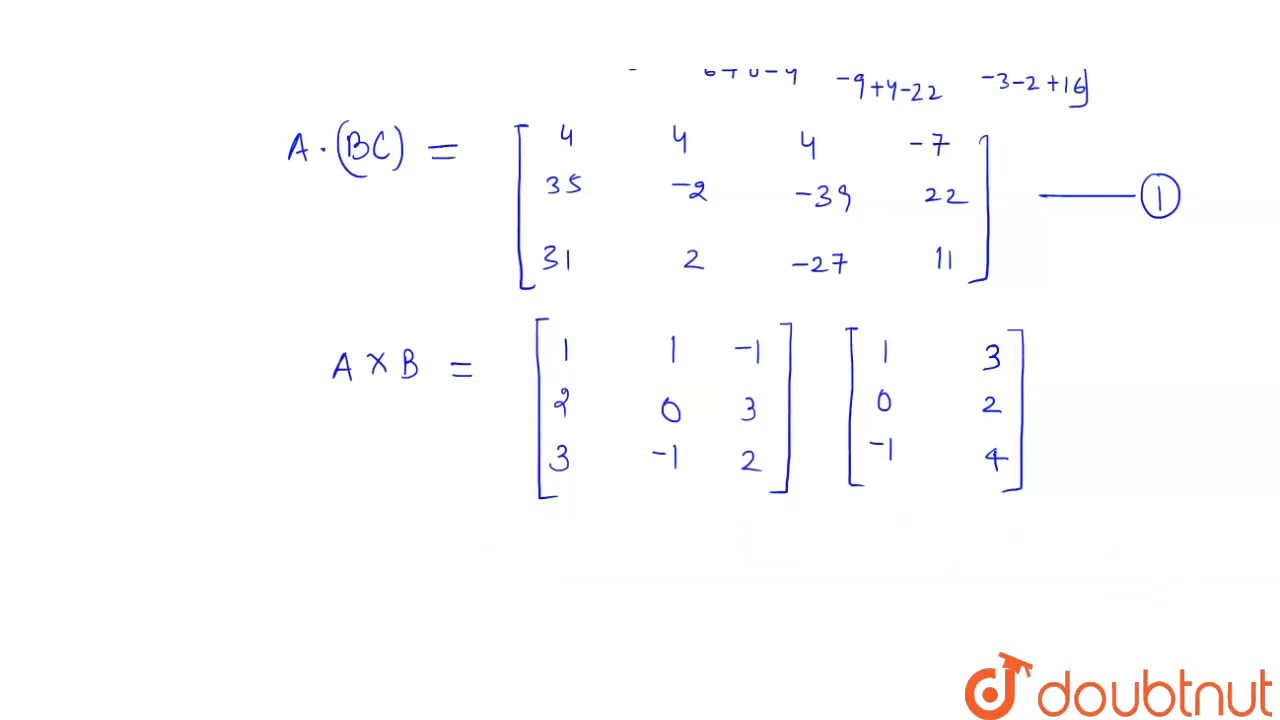 -9+4-22 -3-2+16]
A·(BC) = [ 4 4 4 -7
35 -2 -39 22 ] —— ①
31 2 -27 11
A × B = [ 1 1 -1 ] [ 1 3 ]
2 0 3 0 2
3 -1 2 -1 4
doubtnut